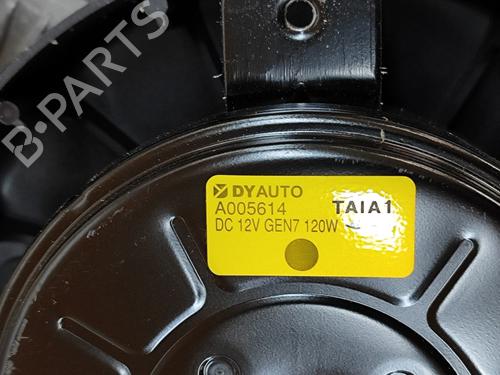 B-PARTS
DYAUTO
A005614 TAIA1
DC 12V GEN7 120W